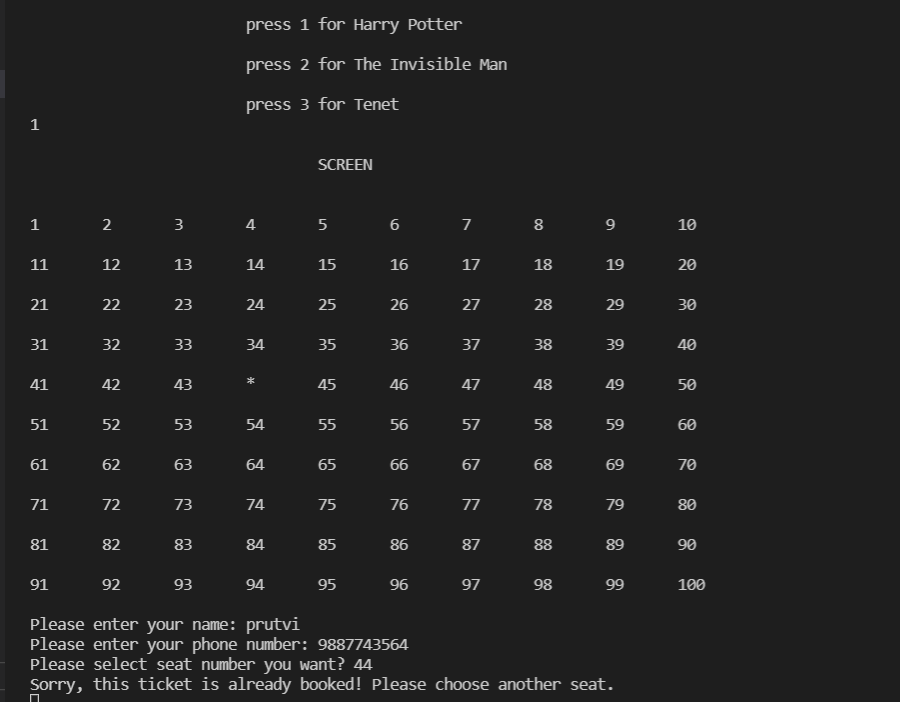 press 1 for Harry Potter
press 2 for The Invisible Man
press 3 for Tenet
1
SCREEN
1 2 3 4 5 6 7 8 9 10
11 12 13 14 15 16 17 18 19 20
21 22 23 24 25 26 27 28 29 30
31 32 33 34 35 36 37 38 39 40
41 42 43 * 45 46 47 48 49 50
51 52 53 54 55 56 57 58 59 60
61 62 63 64 65 66 67 68 69 70
71 72 73 74 75 76 77 78 79 80
81 82 83 84 85 86 87 88 89 90
91 92 93 94 95 96 97 98 99 100
Please enter your name: prutvi
Please enter your phone number: 9887743564
Please select seat number you want? 44
Sorry, this ticket is already booked! Please choose another seat.